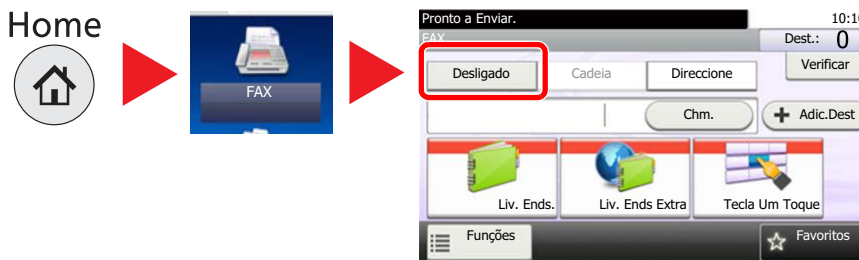 Home
FAX
Pronto a Enviar.
10:10
FAX
Dest.: 0
Desligado
Cadeia
Direccione
Verificar
Chm.
Adic.Dest
Liv. Ends.
Liv. Ends Extra
Tecla Um Toque
Funções
Favoritos